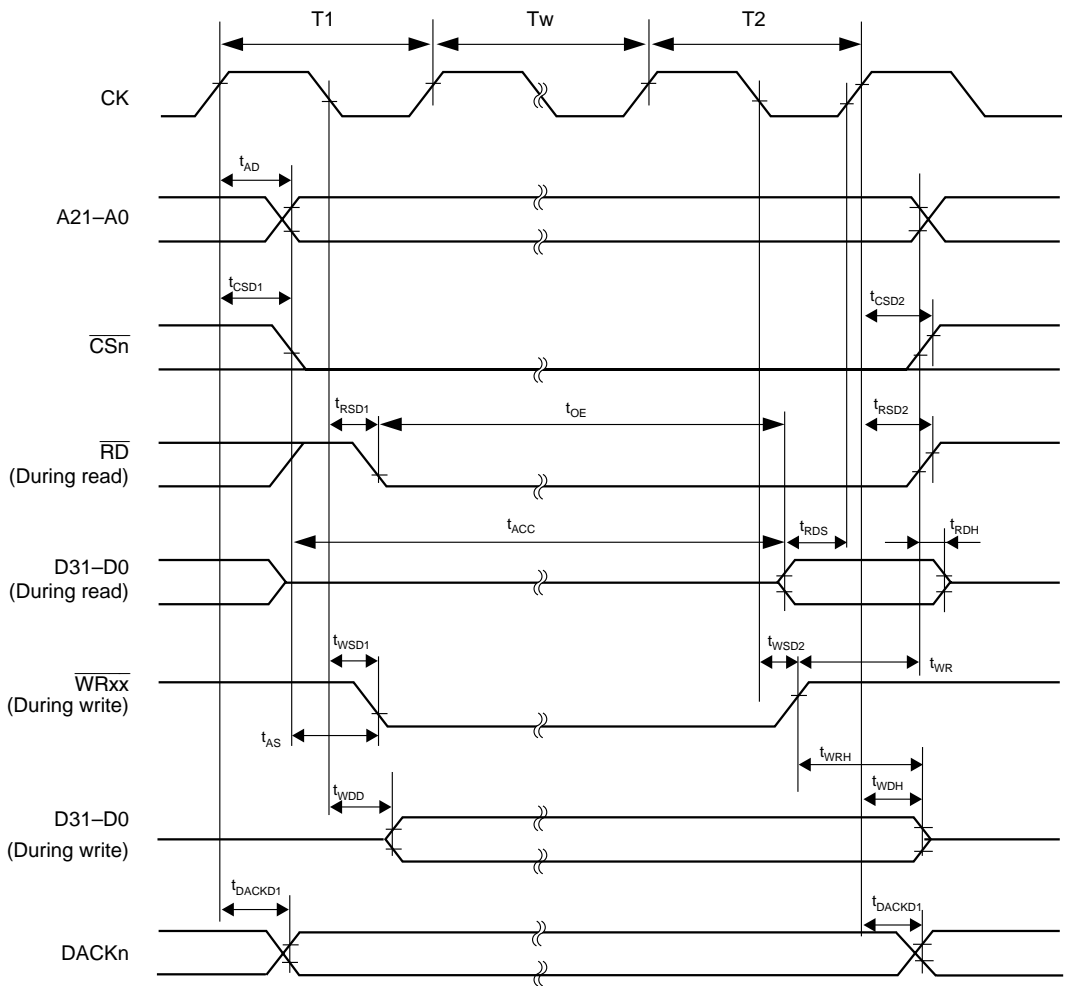 T1 Tw T2
CK
tAD
A21–A0
tCSD1 tCSD2
CSn
tRSD1 tOE tRSD2
RD
(During read)
tACC tRDS tRDH
D31–D0
(During read)
tWSD1 tWSD2 tWR
WRxx
(During write)
tAS
tWRH
tWDD tWDH
D31–D0
(During write)
tDACKD1 tDACKD1
DACKn